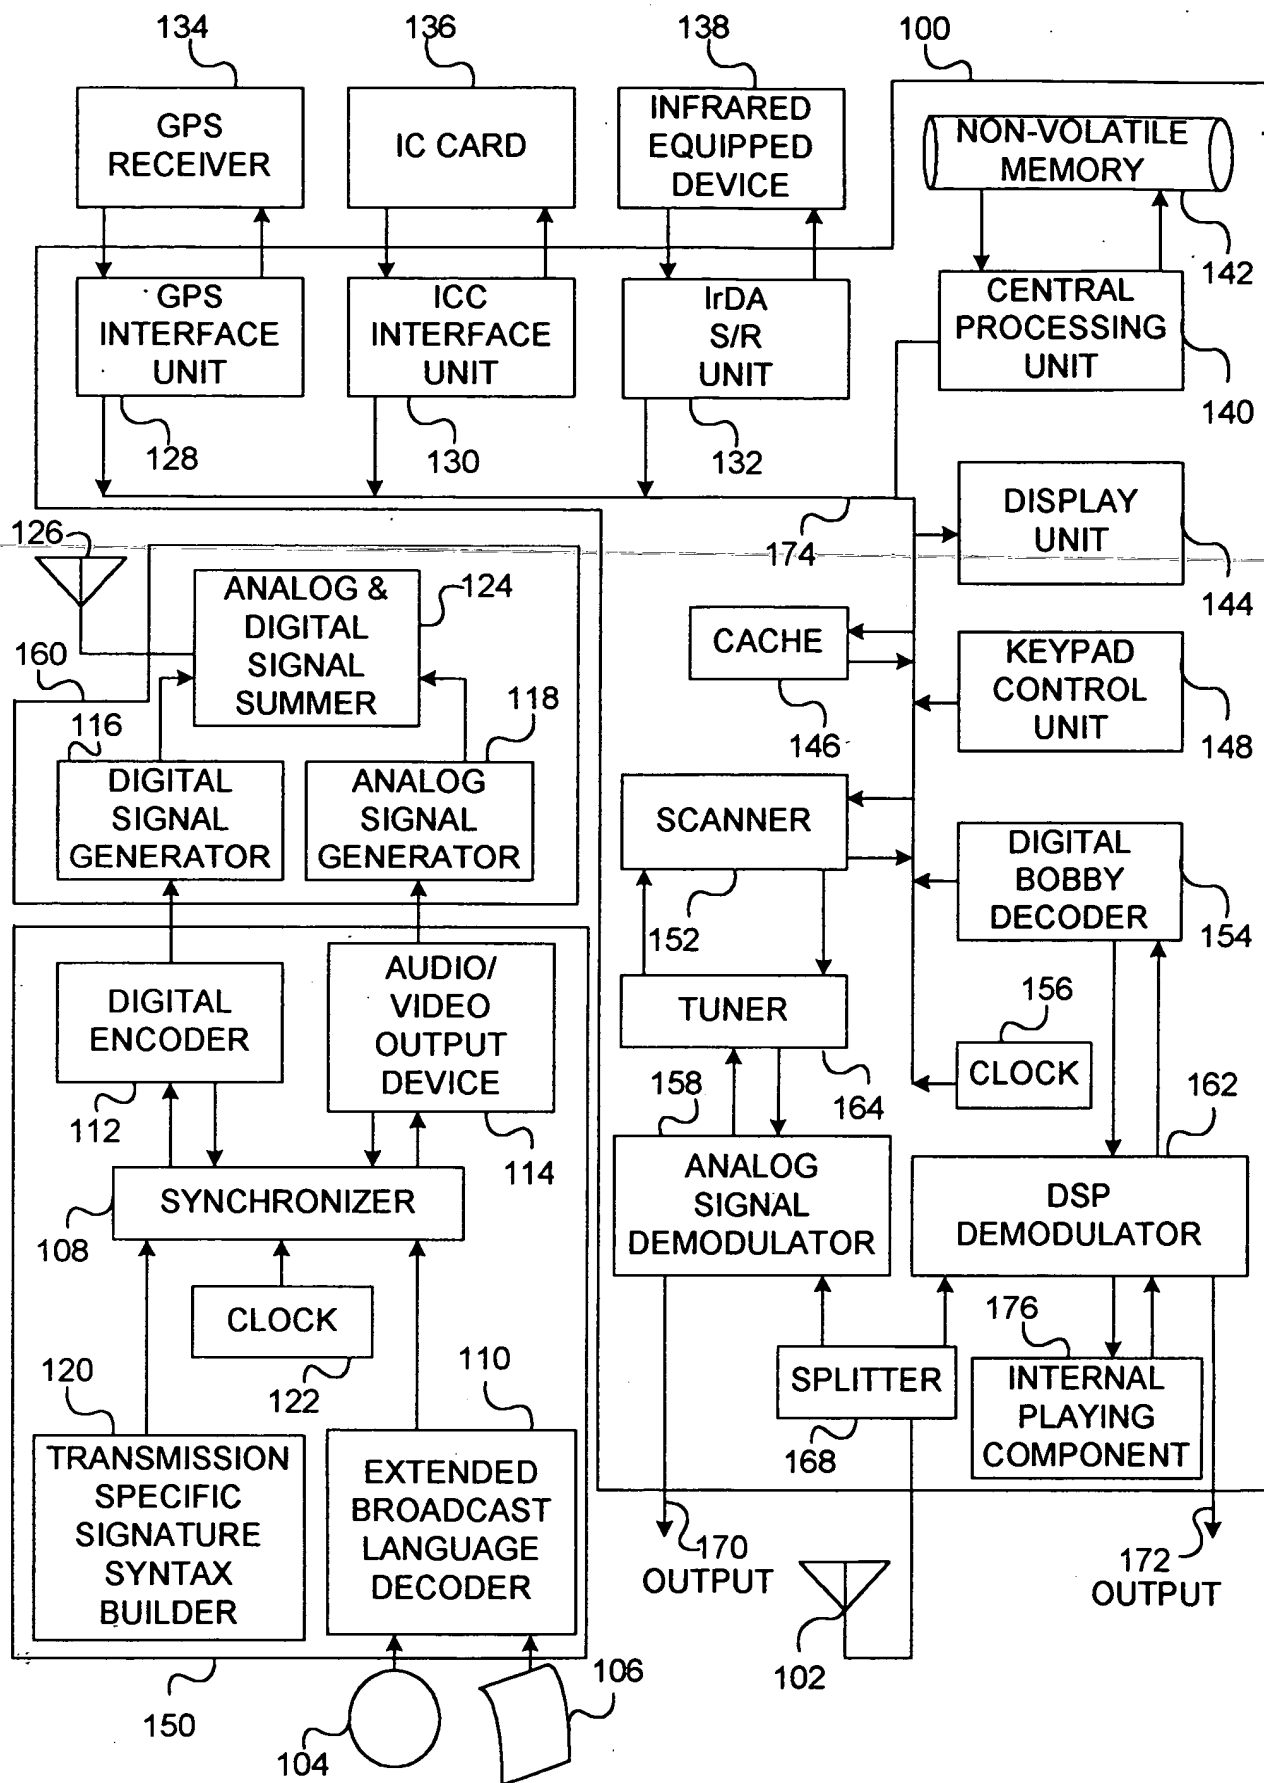 134
136
138
100
GPS
RECEIVER
IC CARD
INFRARED
EQUIPPED
DEVICE
NON-VOLATILE
MEMORY
142
GPS
INTERFACE
UNIT
ICC
INTERFACE
UNIT
IrDA
S/R
UNIT
CENTRAL
PROCESSING
UNIT
140
128
130
132
174
DISPLAY
UNIT
144
126
ANALOG &
DIGITAL
SIGNAL
SUMMER
124
160
116
118
CACHE
146
KEYPAD
CONTROL
UNIT
148
DIGITAL
SIGNAL
GENERATOR
ANALOG
SIGNAL
GENERATOR
SCANNER
152
DIGITAL
BOBBY
DECODER
154
DIGITAL
ENCODER
112
AUDIO/
VIDEO
OUTPUT
DEVICE
114
TUNER
164
156
CLOCK
158
162
SYNCHRONIZER
108
ANALOG
SIGNAL
DEMODULATOR
DSP
DEMODULATOR
CLOCK
122
120
110
176
SPLITTER
168
INTERNAL
PLAYING
COMPONENT
TRANSMISSION
SPECIFIC
SIGNATURE
SYNTAX
BUILDER
EXTENDED
BROADCAST
LANGUAGE
DECODER
170
OUTPUT
172
OUTPUT
102
150
104
106